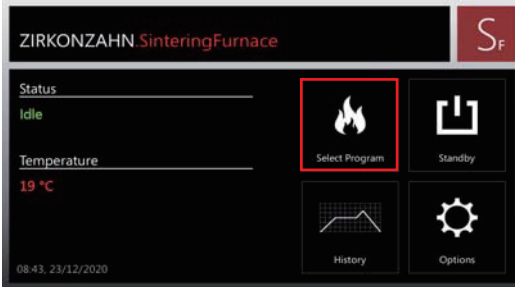 ZIRKONZAHN.SinteringFurnace
SF
Status
Idle
Temperature
19 °C
08:43, 23/12/2020
Select Program
Standby
History
Options